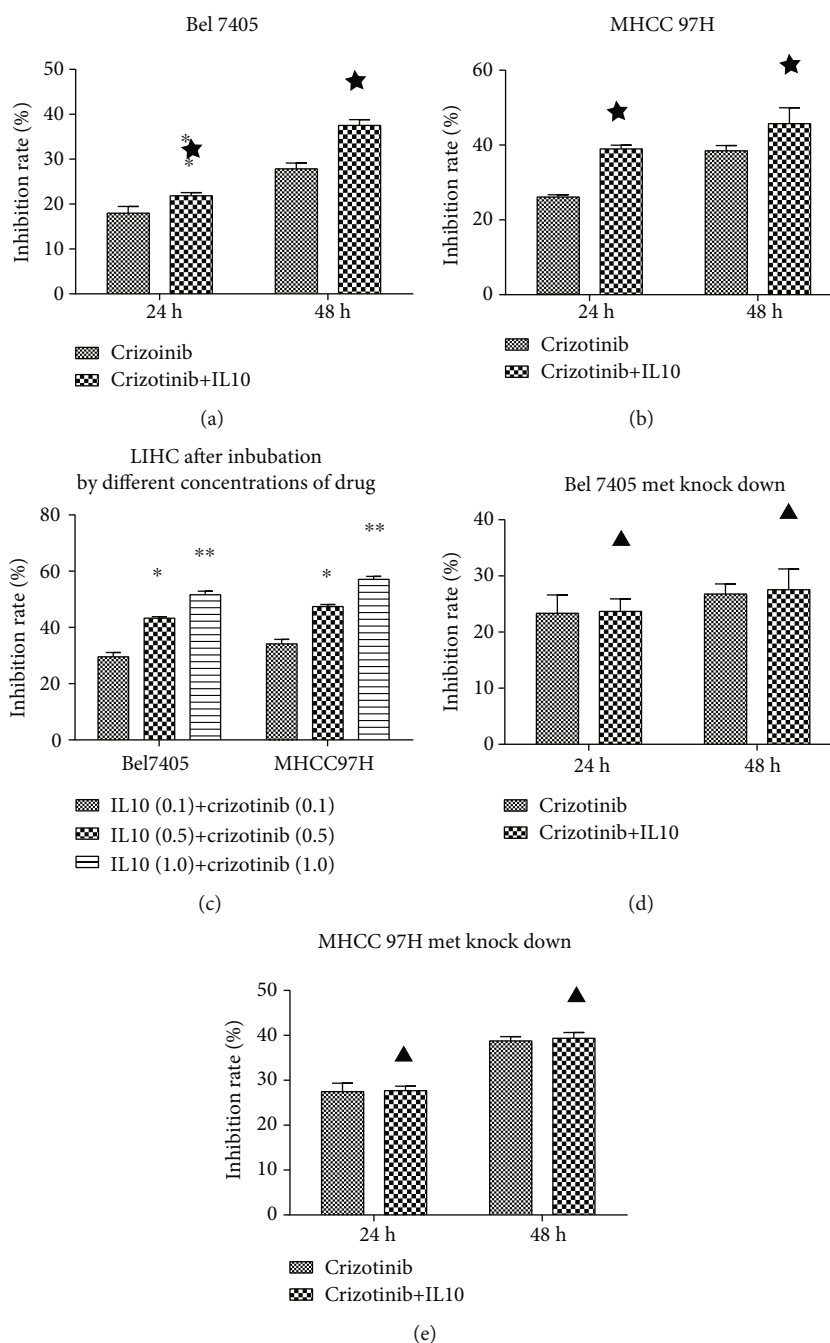 Bel 7405
Inhibition rate (%)
50
40
30
20
10
0
*
*
24 h
48 h
Crizoinib
Crizotinib+IL10
(a)
MHCC 97H
Inhibition rate (%)
60
40
20
0
24 h
48 h
Crizotinib
Crizotinib+IL10
(b)
LIHC after inbubation
by different concentrations of drug
Inhibition rate (%)
80
60
40
20
0
*
**
*
**
Bel7405
MHCC97H
IL10 (0.1)+crizotinib (0.1)
IL10 (0.5)+crizotinib (0.5)
IL10 (1.0)+crizotinib (1.0)
(c)
Bel 7405 met knock down
Inhibition rate (%)
40
30
20
10
0
24 h
48 h
Crizotinib
Crizotinib+IL10
(d)
MHCC 97H met knock down
Inhibition rate (%)
50
40
30
20
10
0
24 h
48 h
Crizotinib
Crizotinib+IL10
(e)